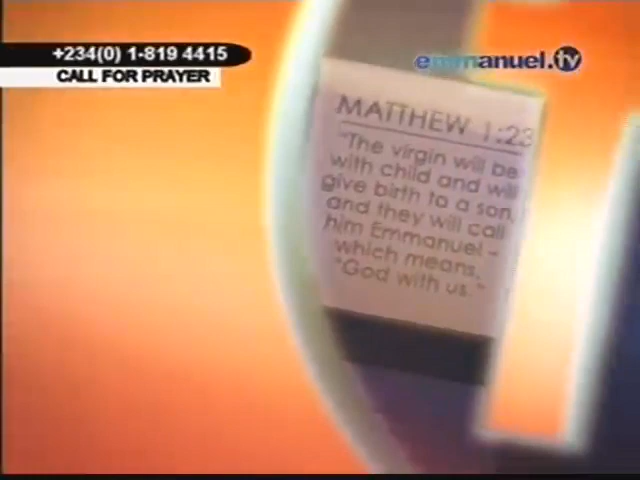 +234(0) 1-819 4415
CALL FOR PRAYER
emmanuel.tv
MATTHEW 1:23
"The virgin will be
with child and will
give birth to a son,
and they will call
him Emmanuel -
which means,
"God with us."